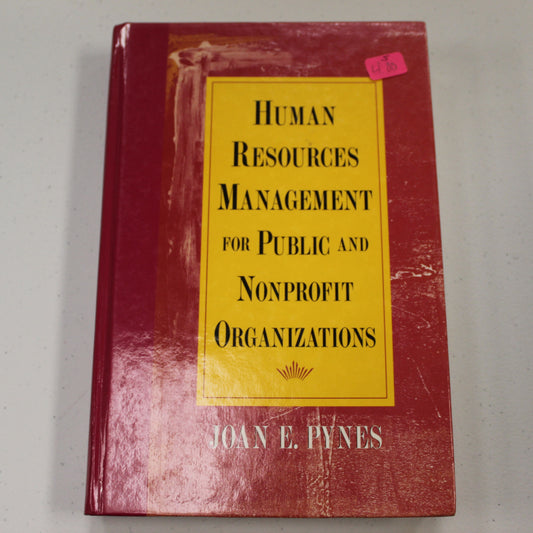 HUMAN
RESOURCES
MANAGEMENT
FOR PUBLIC AND
NONPROFIT
ORGANIZATIONS
JOAN E. PYNES